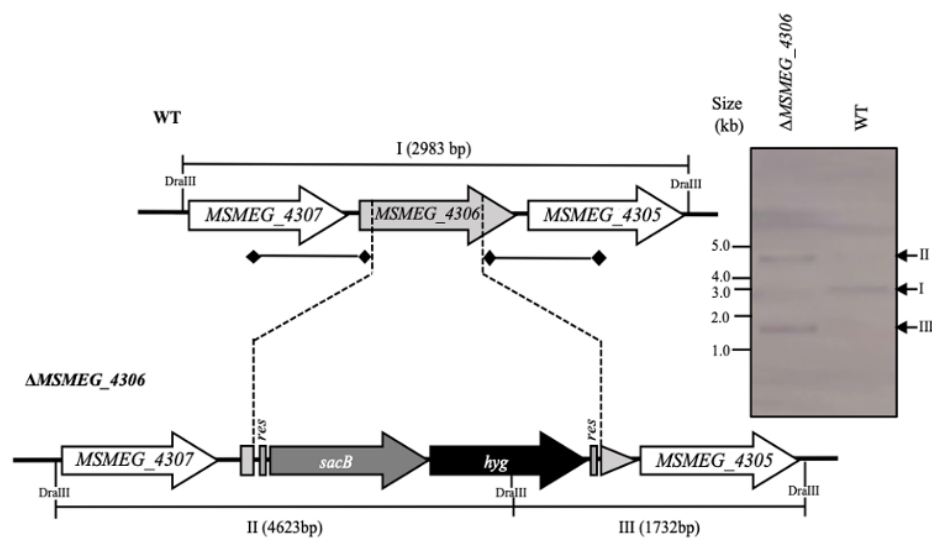 WT
I (2983 bp)
DraIII
DraIII
MSMEG_4307
MSMEG_4306
MSMEG_4305
ΔMSMEG_4306
MSMEG_4307
res
sacB
hyg
res
MSMEG_4305
DraIII
DraIII
DraIII
II (4623bp)
III (1732bp)
Size
(kb)
ΔMSMEG_4306
WT
5.0
4.0
3.0
2.0
1.0
II
I
III